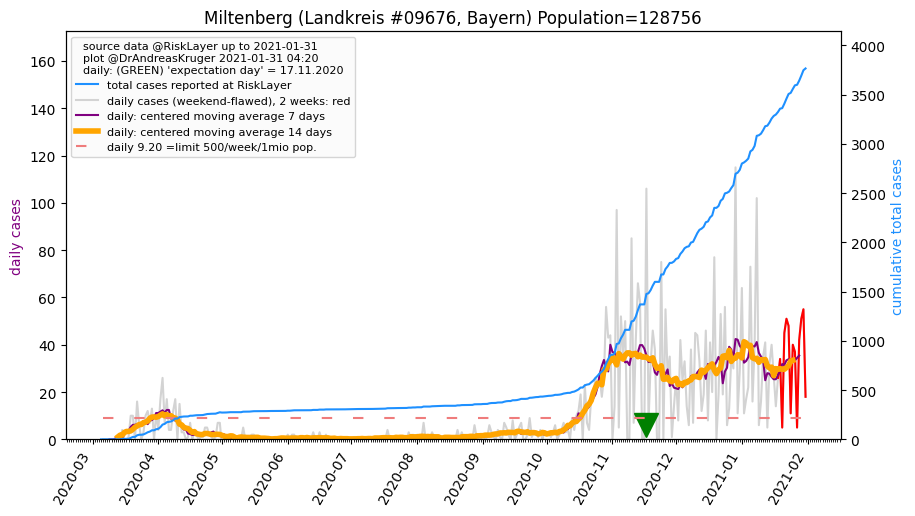 Miltenberg (Landkreis #09676, Bayern) Population=128756
source data @RiskLayer up to 2021-01-31
plot @DrAndreasKruger 2021-01-31 04:20
daily: (GREEN) 'expectation day' = 17.11.2020
total cases reported at RiskLayer
daily cases (weekend-flawed), 2 weeks: red
daily: centered moving average 7 days
daily: centered moving average 14 days
daily 9.20 =limit 500/week/1mio pop.
daily cases
160
140
120
100
80
60
40
20
0
cumulative total cases
4000
3500
3000
2500
2000
1500
1000
500
0
2020-03
2020-04
2020-05
2020-06
2020-07
2020-08
2020-09
2020-10
2020-11
2020-12
2021-01
2021-02